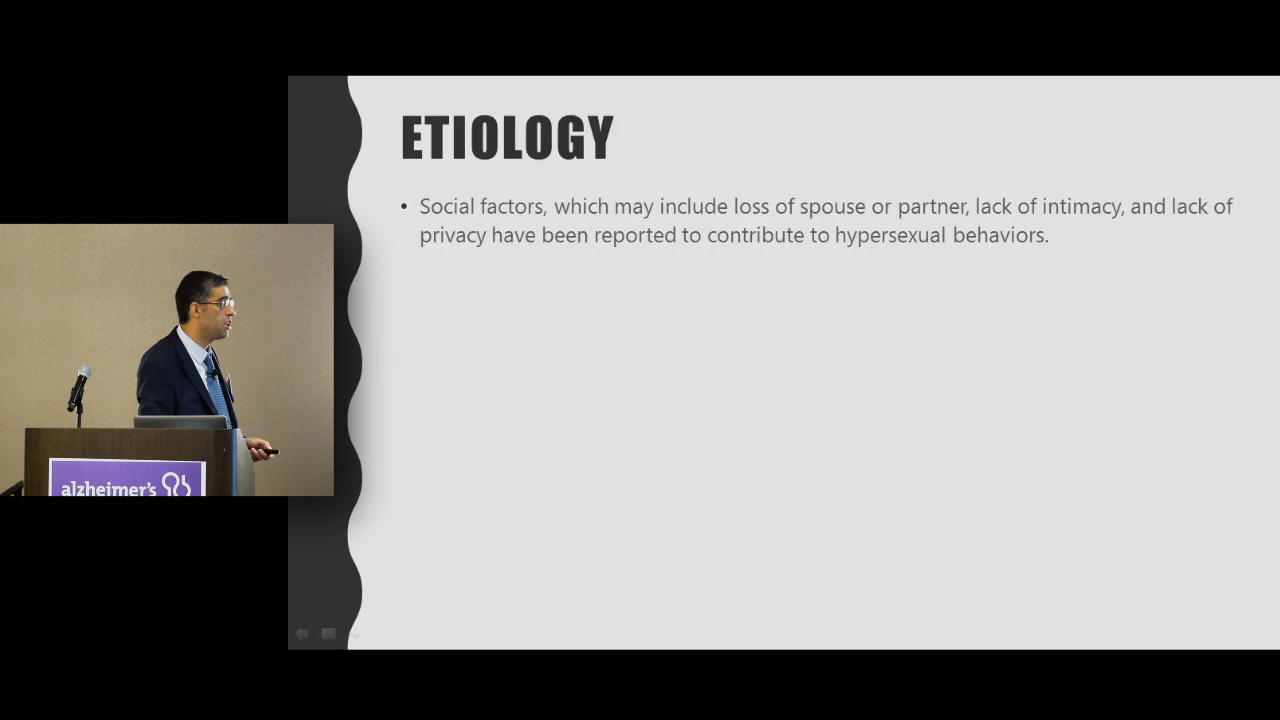 ETIOLOGY
• Social factors, which may include loss of spouse or partner, lack of intimacy, and lack of
privacy have been reported to contribute to hypersexual behaviors.
alzheimer's